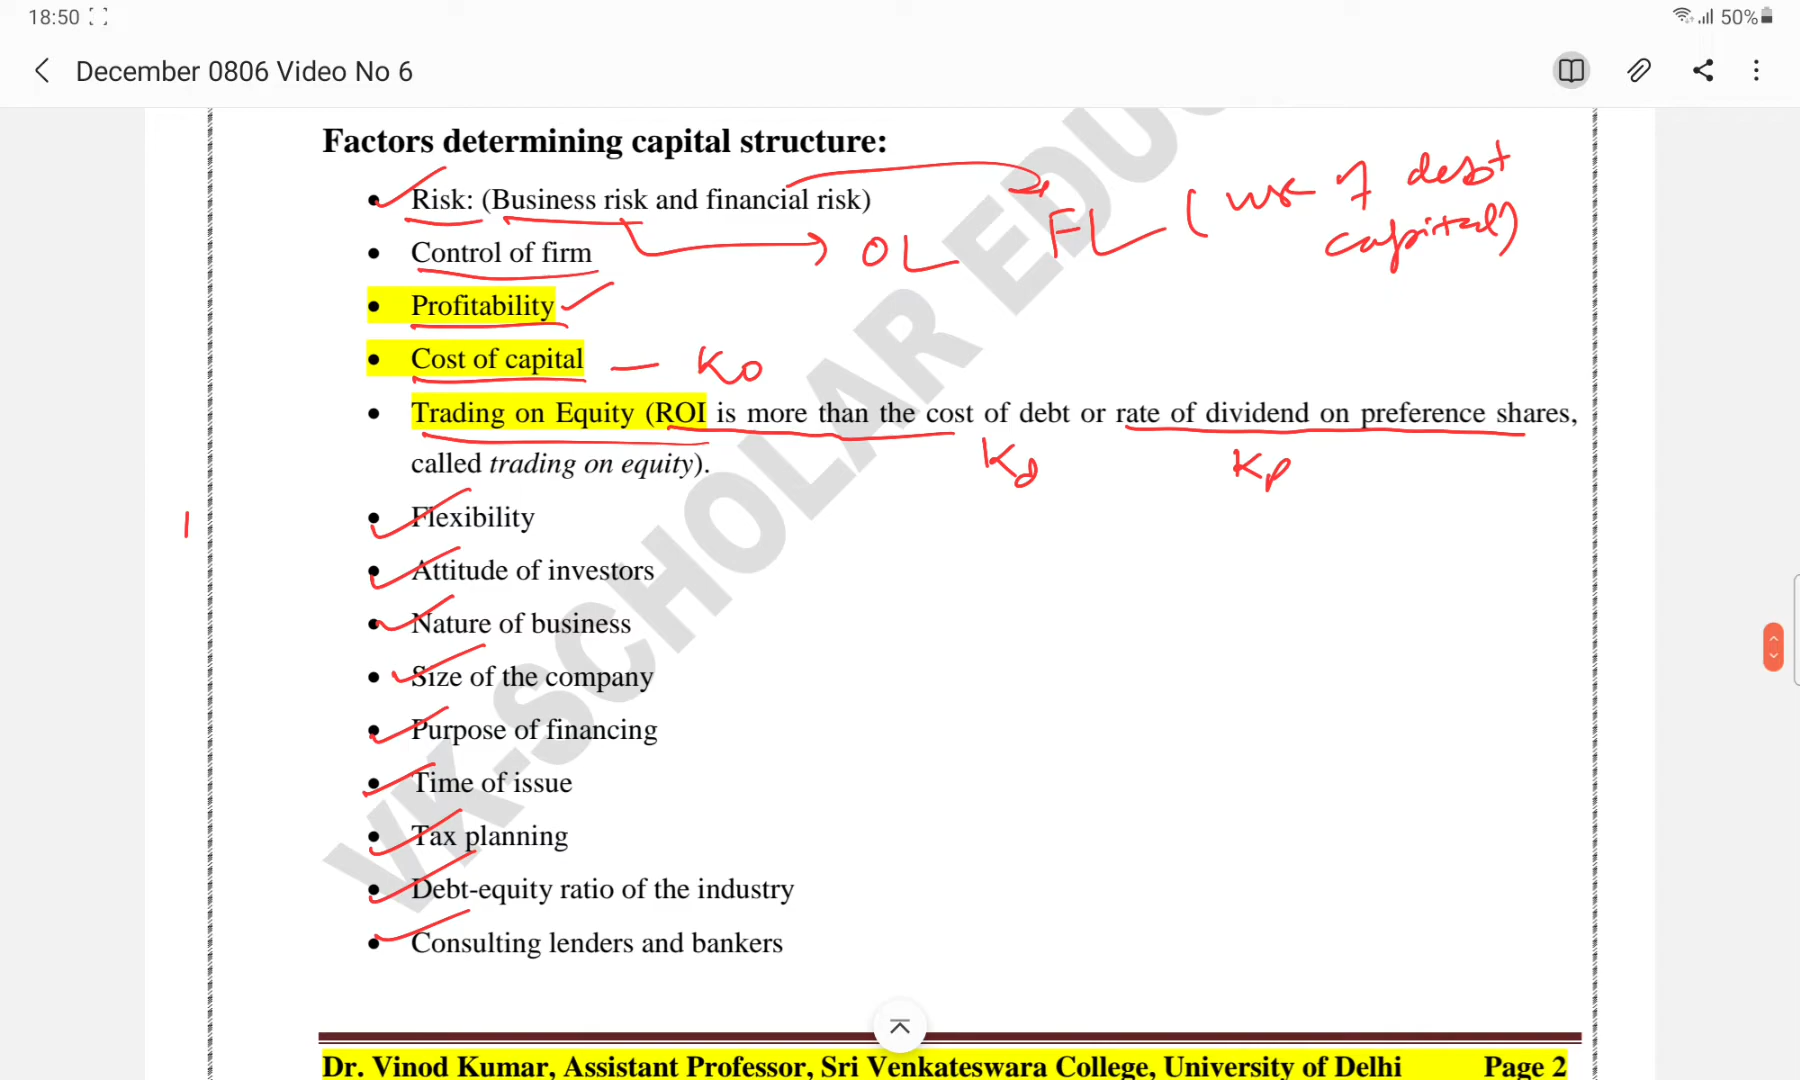 18:50
50%
December 0806 Video No 6
Factors determining capital structure:
• Risk: (Business risk and financial risk)
FL (use of debt
capital)
• Control of firm
OL
• Profitability
• Cost of capital — Ko
• Trading on Equity (ROI is more than the cost of debt or rate of dividend on preference shares,
called trading on equity).
Kd Kp
• Flexibility
• Attitude of investors
• Nature of business
• Size of the company
• Purpose of financing
• Time of issue
• Tax planning
• Debt-equity ratio of the industry
• Consulting lenders and bankers
VK-SCHOLAR EDU
Dr. Vinod Kumar, Assistant Professor, Sri Venkateswara College, University of Delhi Page 2